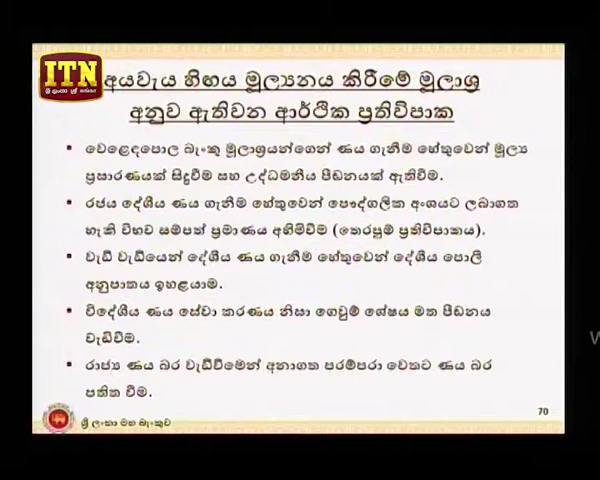 ITN
ශ්‍රී ලංකාවේ
අයවැය හිඟය මූල්‍යනය කිරීමේ මූලාශ්‍ර
අනුව ඇතිවන ආර්ථික ප්‍රතිවිපාක
• වෙළෙඳපොල බැංකු මූලාශ්‍රයන්ගෙන් ණය ගැනීම හේතුවෙන් මූල්‍ය
ප්‍රසාරණයක් සිදුවීම සහ උද්ධමනීය පීඩනයක් ඇතිවීම.
• රජය දේශීය ණය ගැනීම හේතුවෙන් පෞද්ගලික අංශයට ලබාගත
හැකි විභව සම්පත් ප්‍රමාණය අහිමිවීම (තෙරපුම් ප්‍රතිවිපාකය).
• වැඩි වැඩියෙන් දේශීය ණය ගැනීම හේතුවෙන් දේශීය පොලී
අනුපාතය ඉහළයාම.
• විදේශීය ණය සේවා කරණය නිසා ගෙවුම් ශේෂය මත පීඩනය
වැඩිවීම.
• රාජ්‍ය ණය බර වැඩිවීමෙන් අනාගත පරම්පරා වෙතට ණය බර
පතිත වීම.
70
ශ්‍රී ලංකා මහ බැංකුව